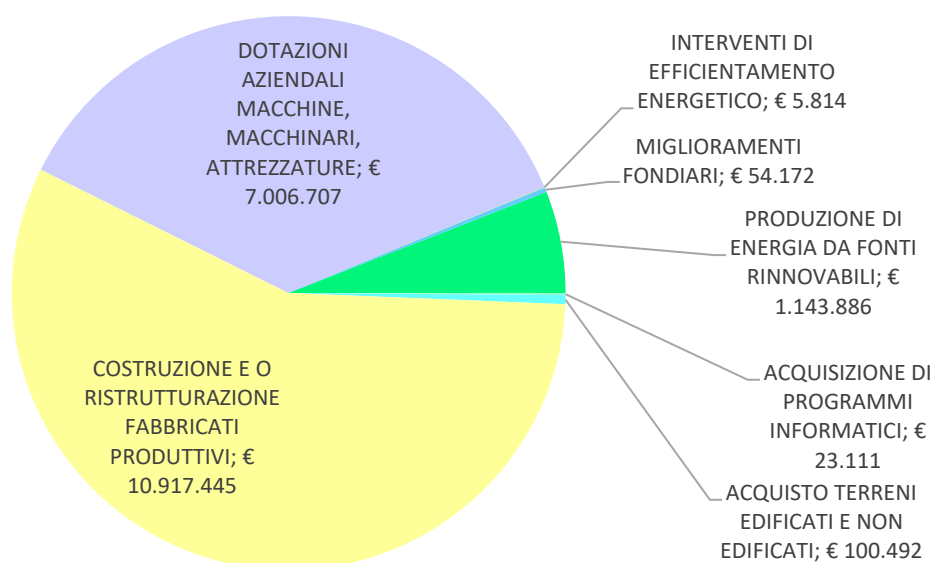 DOTAZIONI
AZIENDALI
MACCHINE,
MACCHINARI,
ATTREZZATURE; €
7.006.707
INTERVENTI DI
EFFICIENTAMENTO
ENERGETICO; € 5.814
MIGLIORAMENTI
FONDIARI; € 54.172
PRODUZIONE DI
ENERGIA DA FONTI
RINNOVABILI; €
1.143.886
ACQUISIZIONE DI
PROGRAMMI
INFORMATICI; €
23.111
ACQUISTO TERRENI
EDIFICATI E NON
EDIFICATI; € 100.492
COSTRUZIONE E O
RISTRUTTURAZIONE
FABBRICATI
PRODUTTIVI; €
10.917.445